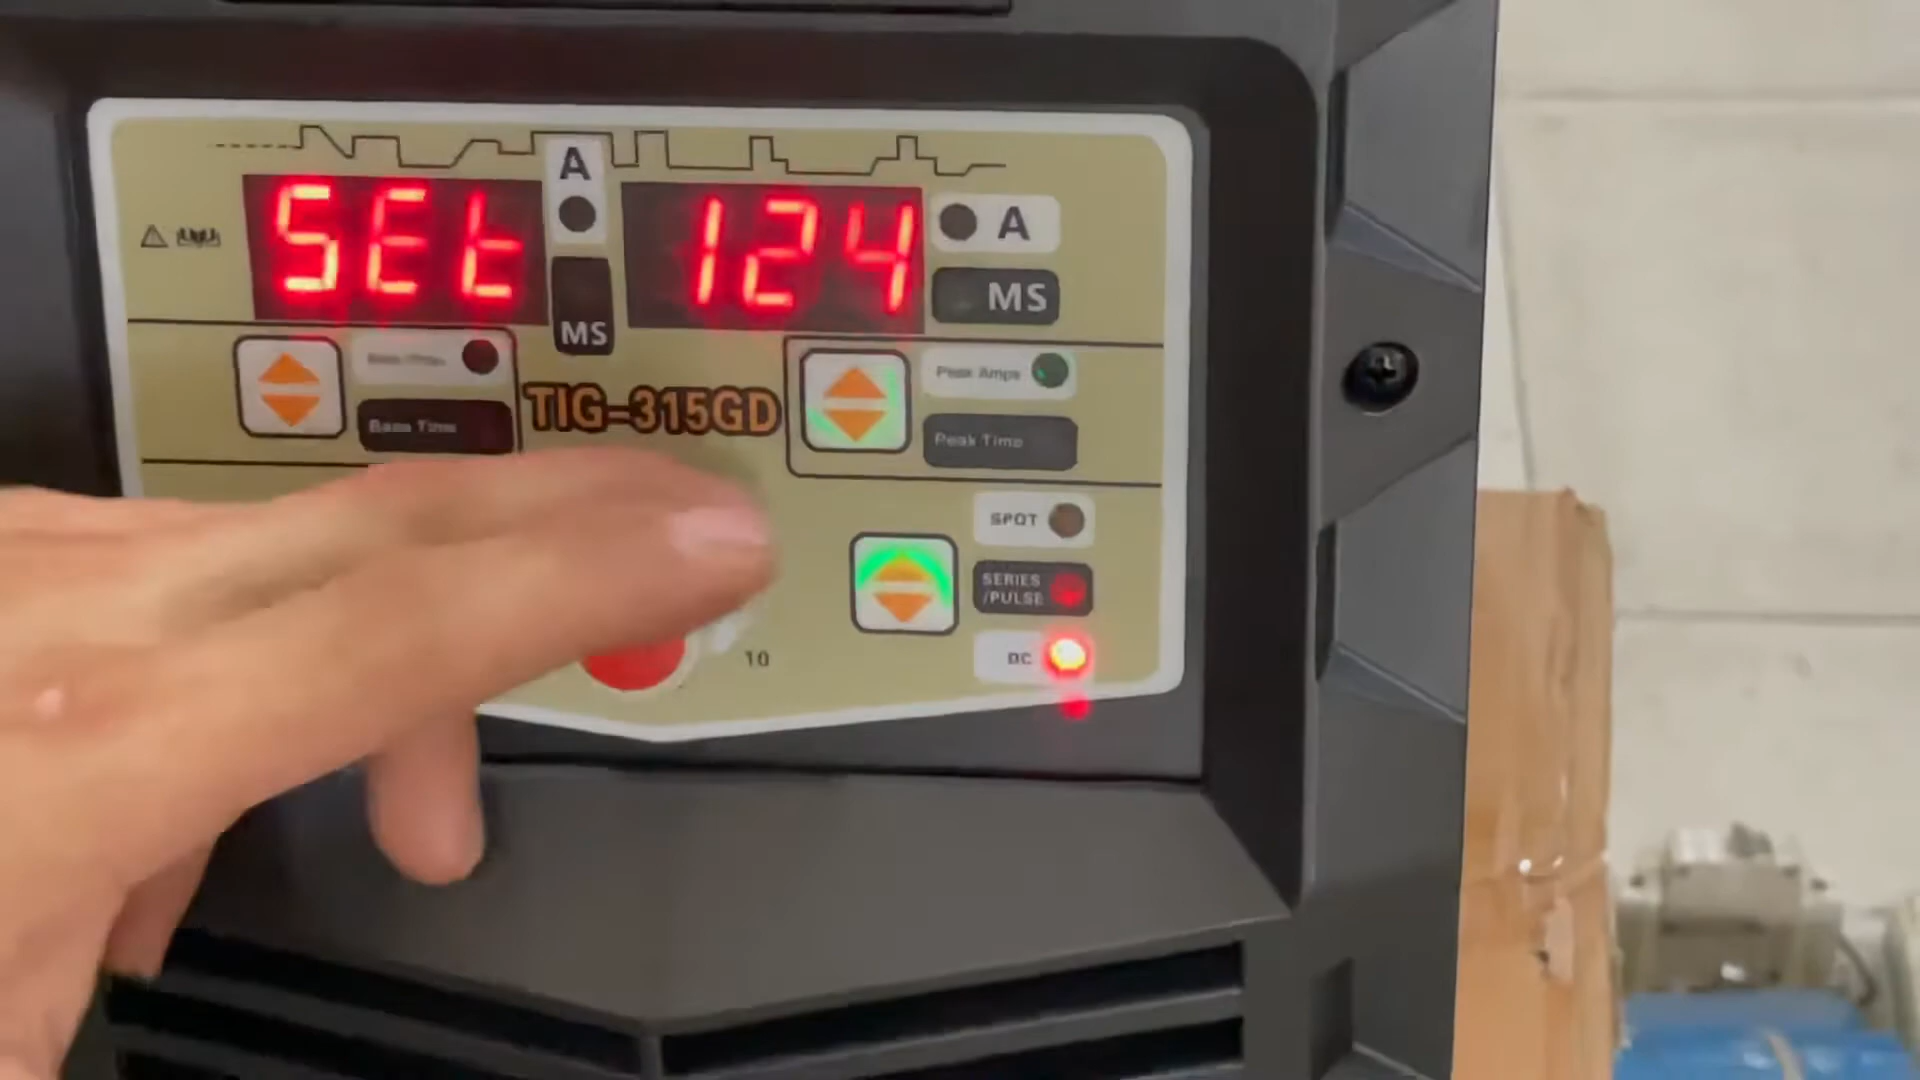 A
SEt
124
A
MS
MS
Peak Amps
Base Time
TIG-315GD
Peak Time
SPOT
SERIES
/PULSE
10
DC